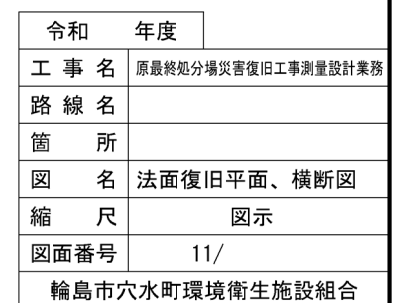 令和　　年度
工事名　原最終処分場災害復旧工事測量設計業務
路線名
箇所
図名　法面復旧平面、横断図
縮尺　図示
図面番号　11/
輪島市穴水町環境衛生施設組合